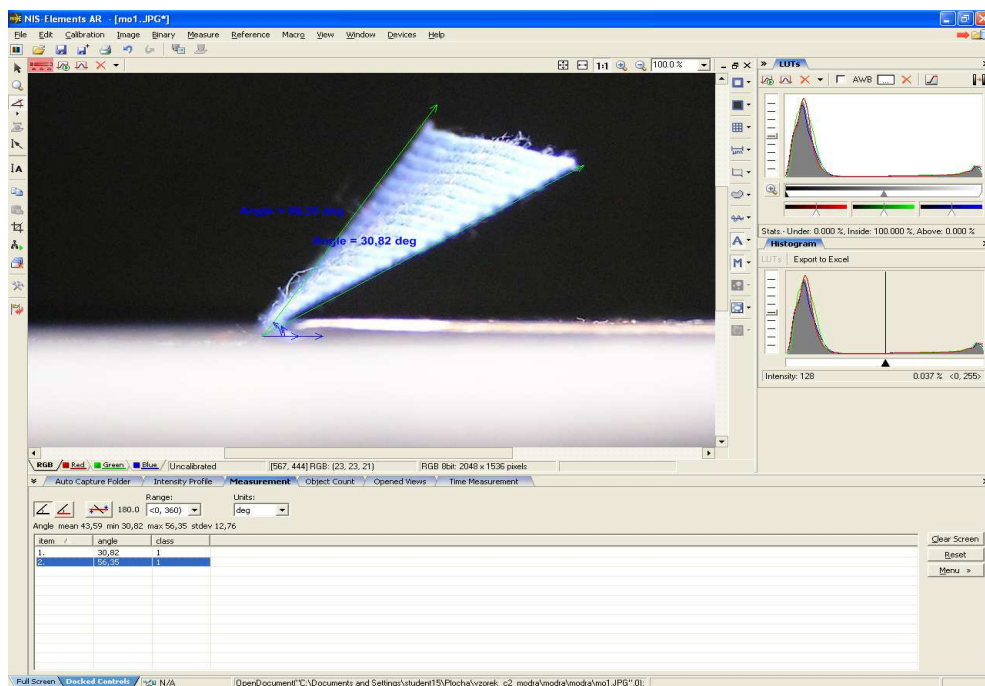 NIS-Elements AR - [mo1..JPG*]
File Edit Calibration Image Binary Measure Reference Macro View Window Devices Help
1:1 100.0 %
LUTs
AWB ...
Angle = 56,35 deg
Angle = 30,82 deg
Stats.- Under: 0.000 %, Inside: 100.000 %, Above: 0.000 %
Histogram
LUTs Export to Excel
Intensity: 128 0.037 % <0, 255>
RGB Red Green Blue Uncalibrated [567, 444] RGB: (23, 23, 21) RGB 8bit: 2048 x 1536 pixels
Auto Capture Folder Intensity Profile Measurement Object Count Opened Views Time Measurement
Range: Units:
180.0 <0, 360) deg
Angle mean 43,59 min 30,82 max 56,35 stdev 12,76
item angle class
1. 30,82 1
2. 56,35 1
Clear Screen
Reset
Menu »
Full Screen Docked Controls N/A OpenDocument("C:\Documents and Settings\student15\Plocha\vzorek_c2_modra\modra\modra\mo1.JPG",0);